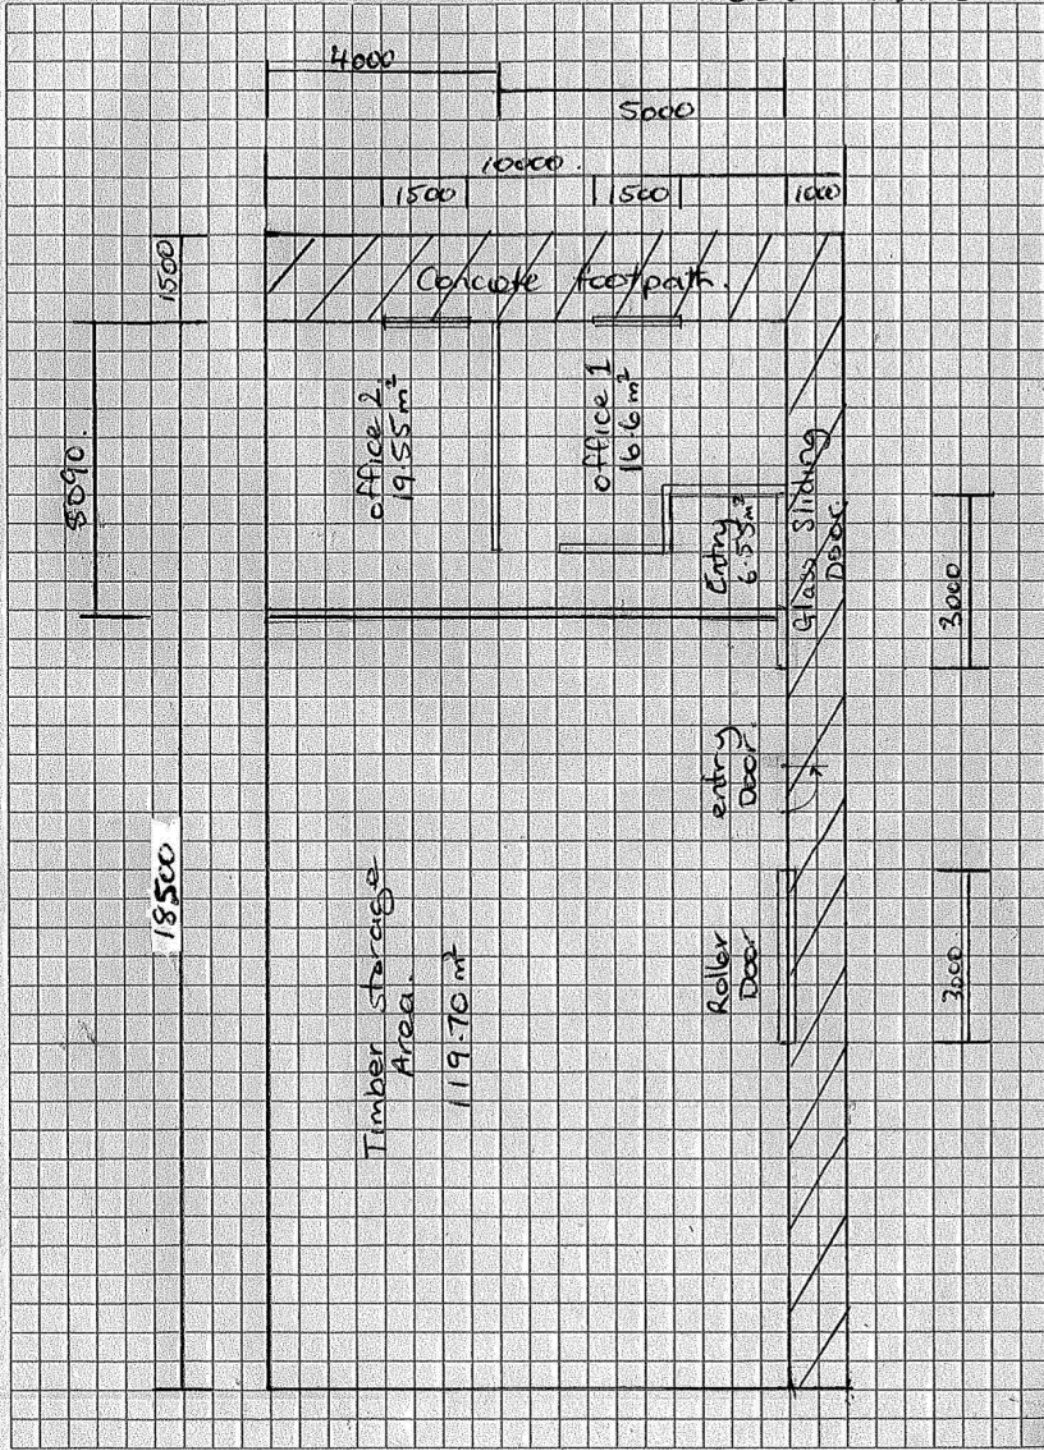 4000
5000
10000.
1500
1500
1000
1500
Concrete footpath.
5090.
office 2.
19.55m²
office 1
16.6m²
Entry
6.55m²
Glass Sliding
Door.
3000
entry
Door.
18500
Timber storage
Area.
119.70 m²
Roller
Door
3000